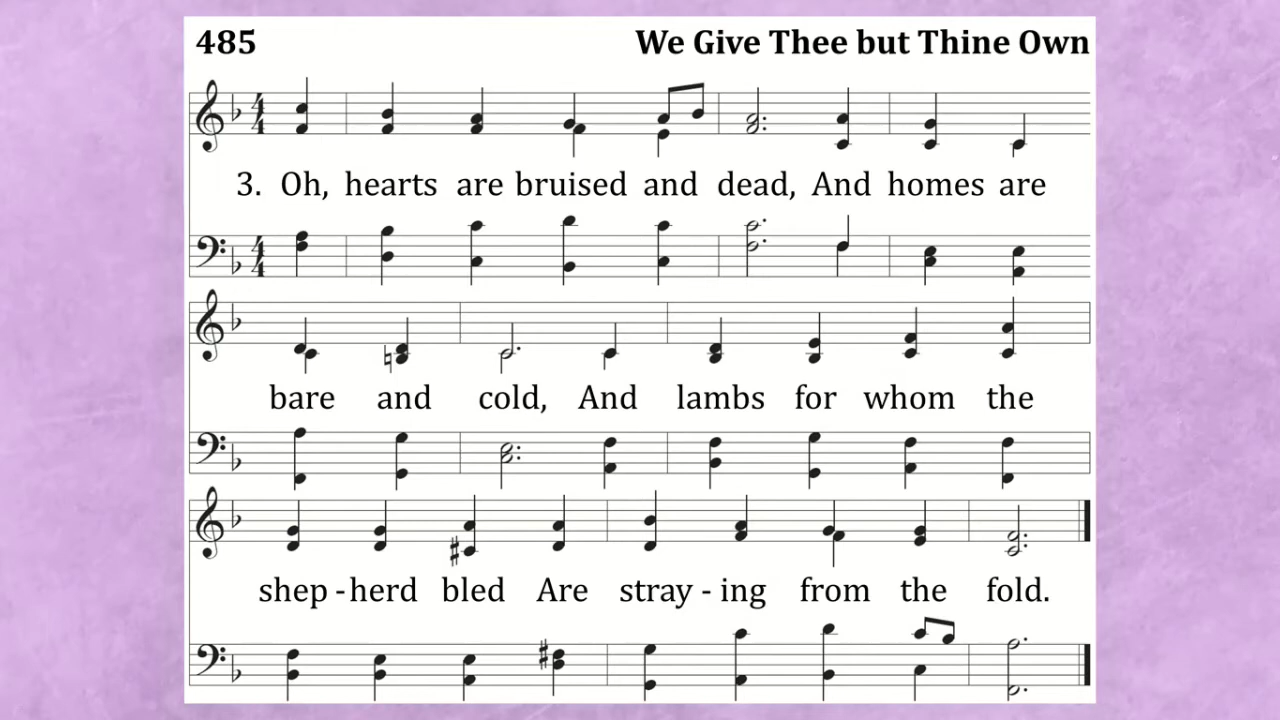 485 We Give Thee but Thine Own
3. Oh, hearts are bruised and dead, And homes are
bare and cold, And lambs for whom the
shep - herd bled Are stray - ing from the fold.